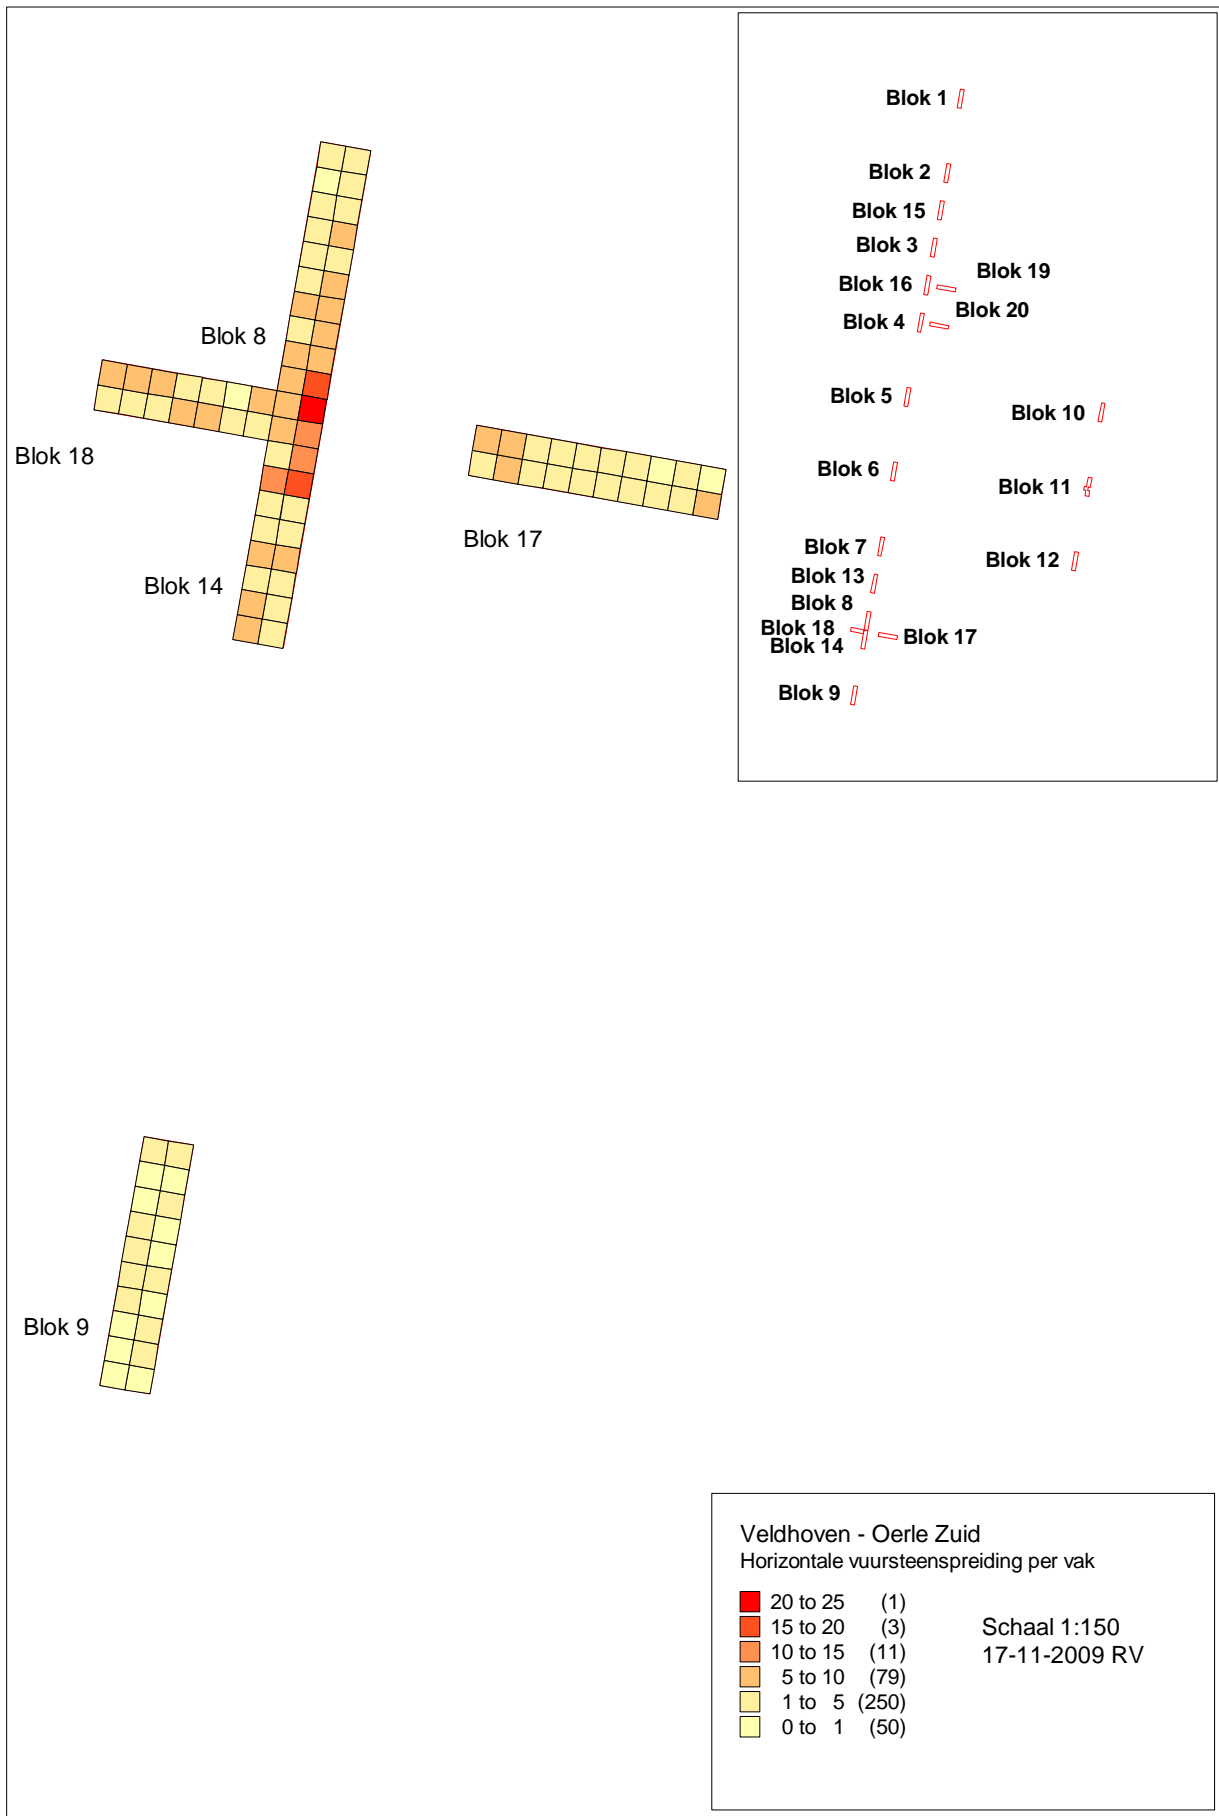 Blok 1
Blok 2
Blok 15
Blok 3
Blok 19
Blok 16
Blok 20
Blok 4
Blok 5
Blok 10
Blok 6
Blok 11
Blok 7
Blok 12
Blok 13
Blok 8
Blok 18
Blok 17
Blok 14
Blok 9
Blok 8
Blok 18
Blok 17
Blok 14
Blok 9
Veldhoven - Oerle Zuid
Horizontale vuursteenspreiding per vak
20 to 25 (1)
15 to 20 (3)
10 to 15 (11)
5 to 10 (79)
1 to 5 (250)
0 to 1 (50)
Schaal 1:150
17-11-2009 RV